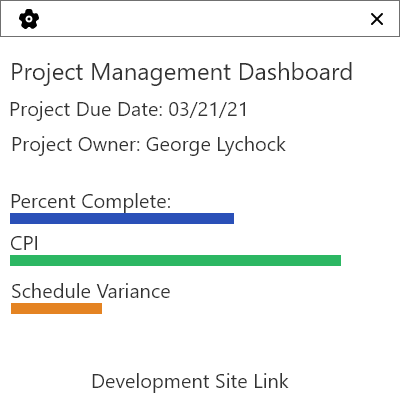 Project Management Dashboard
Project Due Date: 03/21/21
Project Owner: George Lychock
Percent Complete:
CPI
Schedule Variance
Development Site Link